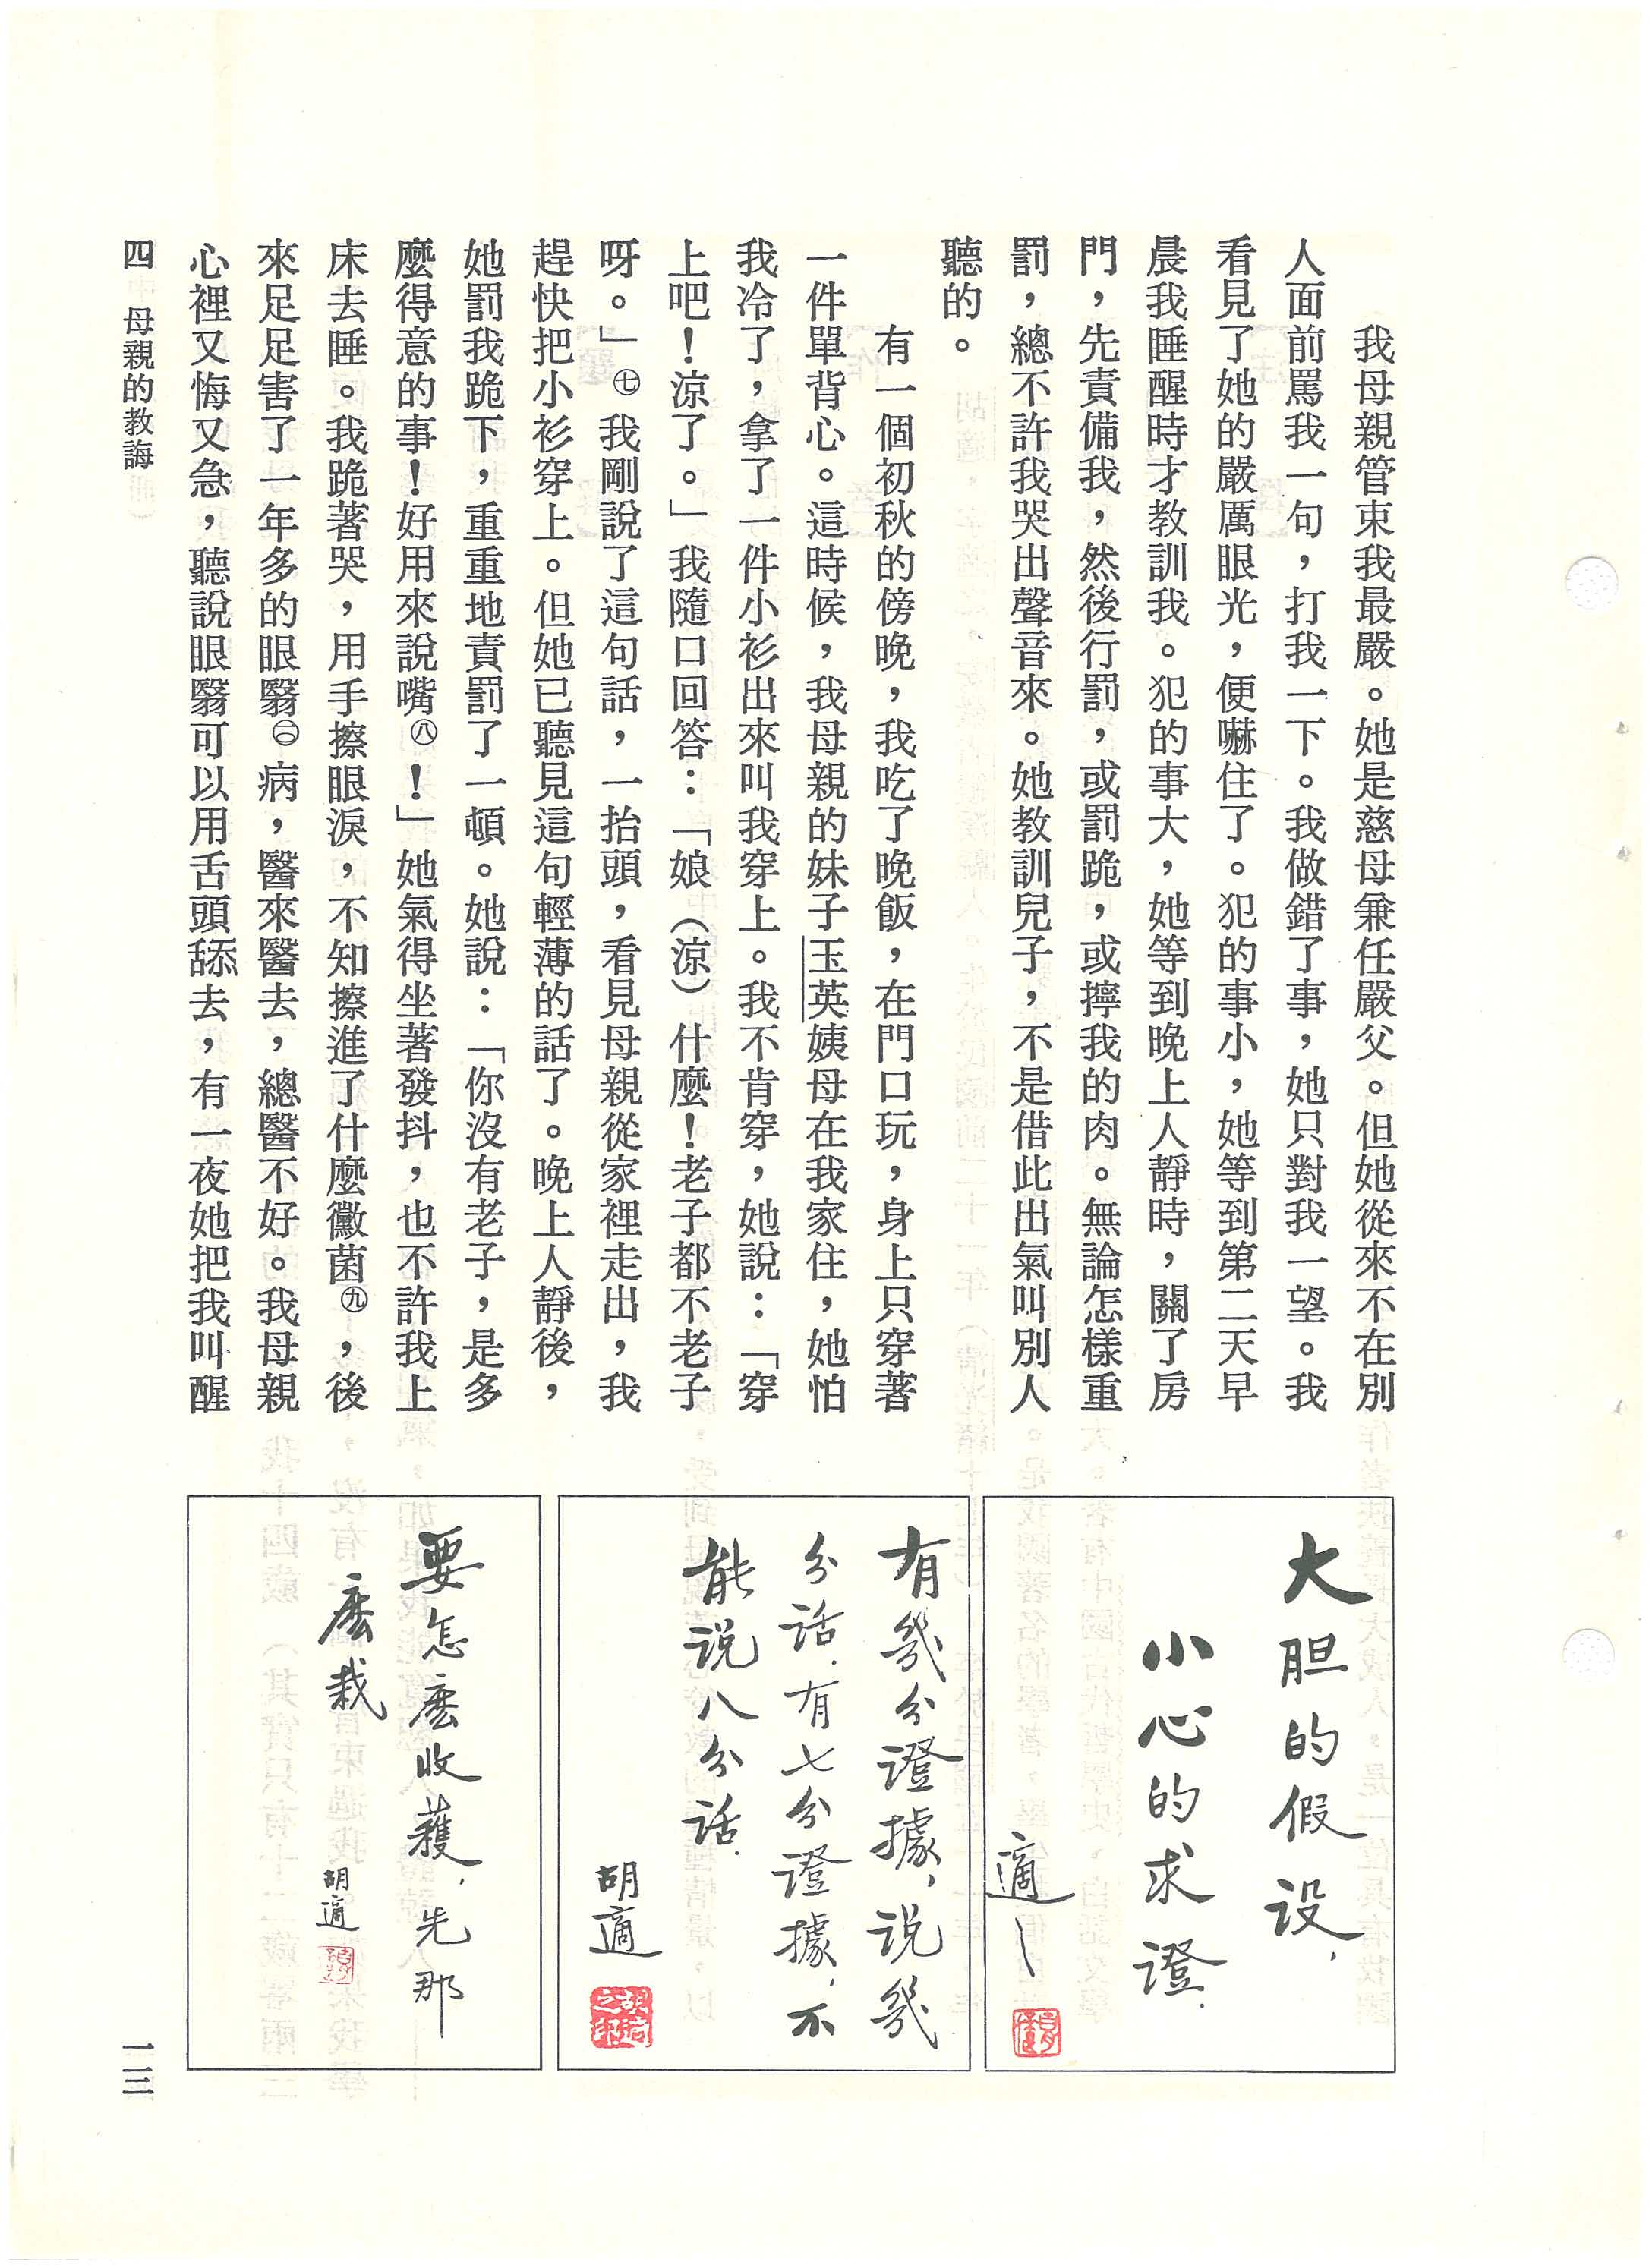 我母親管束我最嚴。她是慈母兼任嚴父。但她從來不在別
人面前罵我一句，打我一下。我做錯了事，她只對我一望。我
看見了她的嚴厲眼光，便嚇住了。犯的事小，她等到第二天早
晨我睡醒時才教訓我。犯的事大，她等到晚上人靜時，關了房
門，先責備我，然後行罰，或罰跪，或擰我的肉。無論怎樣重
罰，總不許我哭出聲音來。她教訓兒子，不是借此出氣叫別人
聽的。
有一個初秋的傍晚，我吃了晚飯，在門口玩，身上只穿著
一件單背心。這時候，我母親的妹子玉英姨母在我家住，她怕
我冷了，拿了一件小衫出來叫我穿上。我不肯穿，她說：「穿
上吧！涼了。」我隨口回答：「娘（涼）什麼！老子都不老子
呀。」㊆我剛說了這句話，一抬頭，看見母親從家裡走出，我
趕快把小衫穿上。但她已聽見這句輕薄的話了。晚上人靜後，
她罰我跪下，重重地責罰了一頓。她說：「你沒有老子，是多
麼得意的事！好用來說嘴㊇！」她氣得坐著發抖，也不許我上
床去睡。我跪著哭，用手擦眼淚，不知擦進了什麼黴菌㊈，後
來足足害了一年多的眼翳病，醫來醫去，總醫不好。我母親
心裡又悔又急，聽說眼翳可以用舌頭舔去，有一夜她把我叫醒
大胆的假设，
小心的求證.
適之
有幾分證據，说幾
分话.有七分證據，不
能说八分话.
胡適
胡適之印
要怎麽收穫，先那
麽栽
胡適
四 母親的教誨
一三